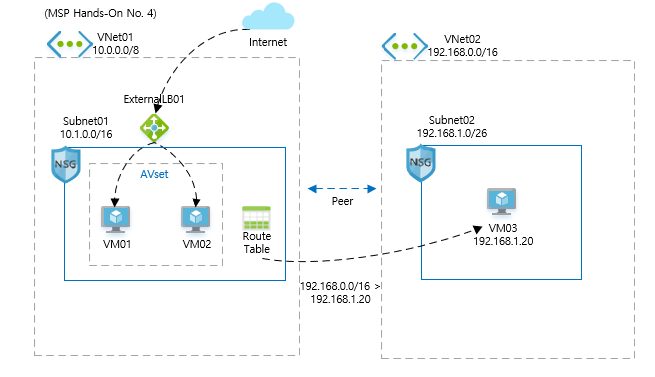 (MSP Hands-On No. 4)
VNet01
10.0.0.0/8
Internet
VNet02
192.168.0.0/16
ExternalLB01
Subnet01
10.1.0.0/16
NSG
AVset
VM01
VM02
Route
Table
Peer
192.168.0.0/16 >
192.168.1.20
Subnet02
192.168.1.0/26
NSG
VM03
192.168.1.20